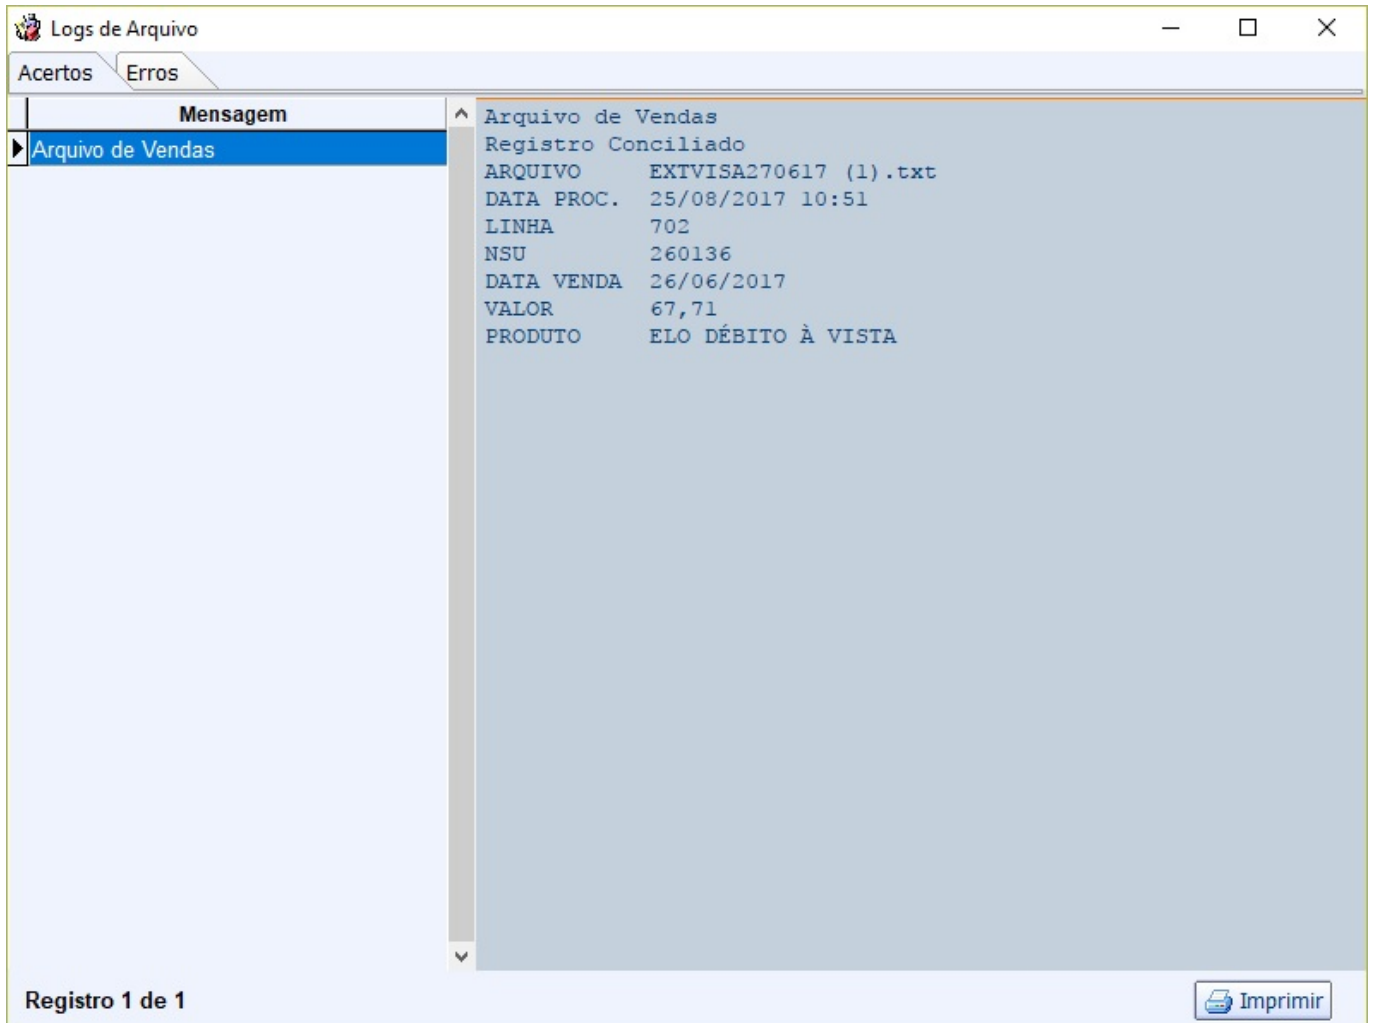 Logs de Arquivo
Acertos Erros
Mensagem
Arquivo de Vendas
Arquivo de Vendas
Registro Conciliado
ARQUIVO EXTVISA270617 (1).txt
DATA PROC. 25/08/2017 10:51
LINHA 702
NSU 260136
DATA VENDA 26/06/2017
VALOR 67,71
PRODUTO ELO DÉBITO À VISTA
Registro 1 de 1
Imprimir